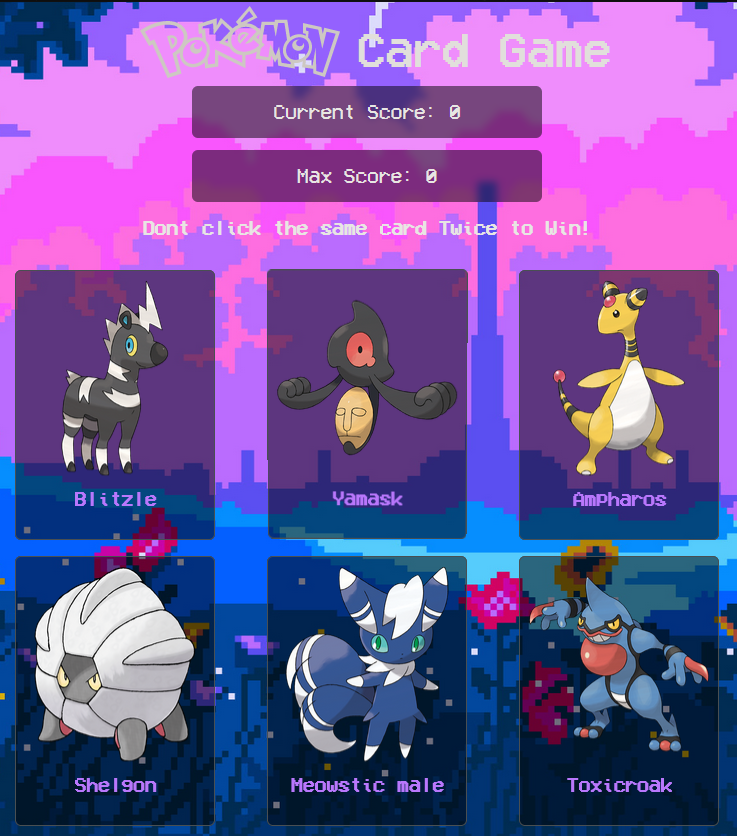 Pokémon Card Game
Current Score: 0
Max Score: 0
Dont click the same card Twice to Win!
Blitzle
Yamask
Ampharos
Shelgon
Meowstic male
Toxicroak